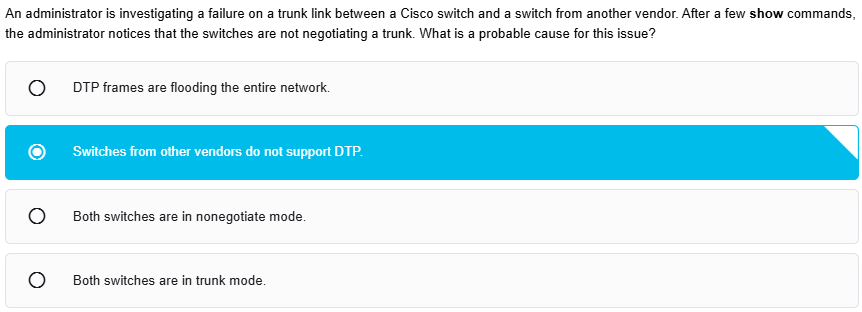 An administrator is investigating a failure on a trunk link between a Cisco switch and a switch from another vendor. After a few show commands,
the administrator notices that the switches are not negotiating a trunk. What is a probable cause for this issue?
DTP frames are flooding the entire network.
Switches from other vendors do not support DTP.
Both switches are in nonegotiate mode.
Both switches are in trunk mode.